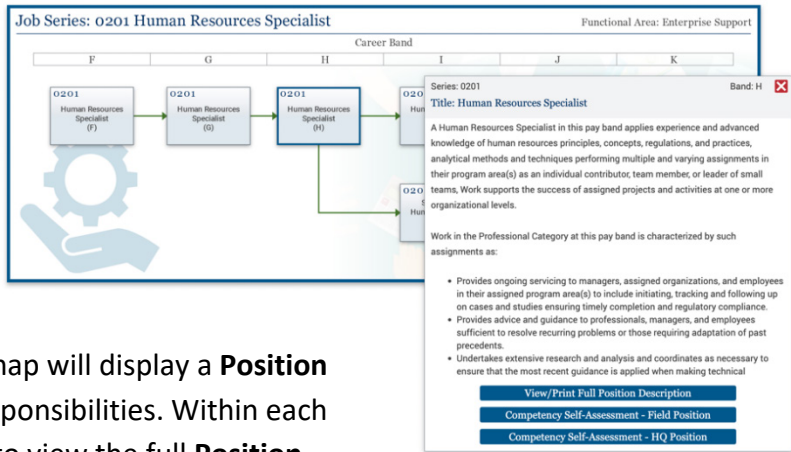 Job Series: 0201 Human Resources Specialist
Functional Area: Enterprise Support
Career Band
F G H I J K
0201
Human Resources
Specialist
(F)
0201
Human Resources
Specialist
(G)
0201
Human Resources
Specialist
(H)
Series: 0201 Band: H
Title: Human Resources Specialist
A Human Resources Specialist in this pay band applies experience and advanced
knowledge of human resources principles, concepts, regulations, and practices,
analytical methods and techniques performing multiple and varying assignments in
their program area(s) as an individual contributor, team member, or leader of small
teams, Work supports the success of assigned projects and activities at one or more
organizational levels.
Work in the Professional Category at this pay band is characterized by such
assignments as:
• Provides ongoing servicing to managers, assigned organizations, and employees
in their assigned program area(s) to include initiating, tracking and following up
on cases and studies ensuring timely completion and regulatory compliance.
• Provides advice and guidance to professionals, managers, and employees
sufficient to resolve recurring problems or those requiring adaptation of past
precedents.
• Undertakes extensive research and analysis and coordinates as necessary to
ensure that the most recent guidance is applied when making technical
View/Print Full Position Description
Competency Self-Assessment - Field Position
Competency Self-Assessment - HQ Position
map will display a Position
sponsibilities. Within each
to view the full Position